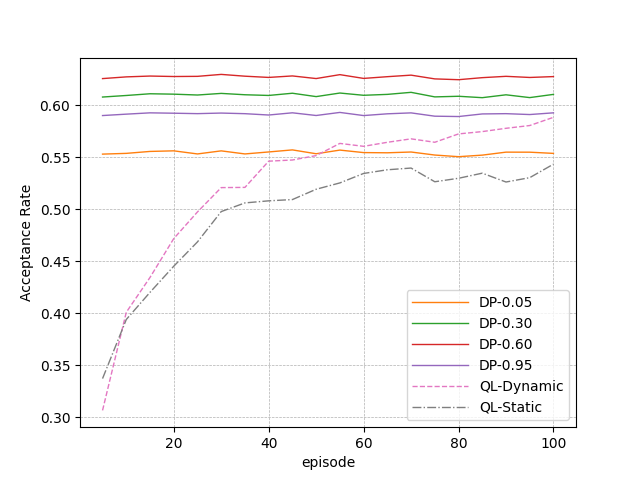 0.60
0.55
0.50
0.45
0.40
0.35
0.30
Acceptance Rate
DP-0.05
DP-0.30
DP-0.60
DP-0.95
QL-Dynamic
QL-Static
20 40 60 80 100
episode